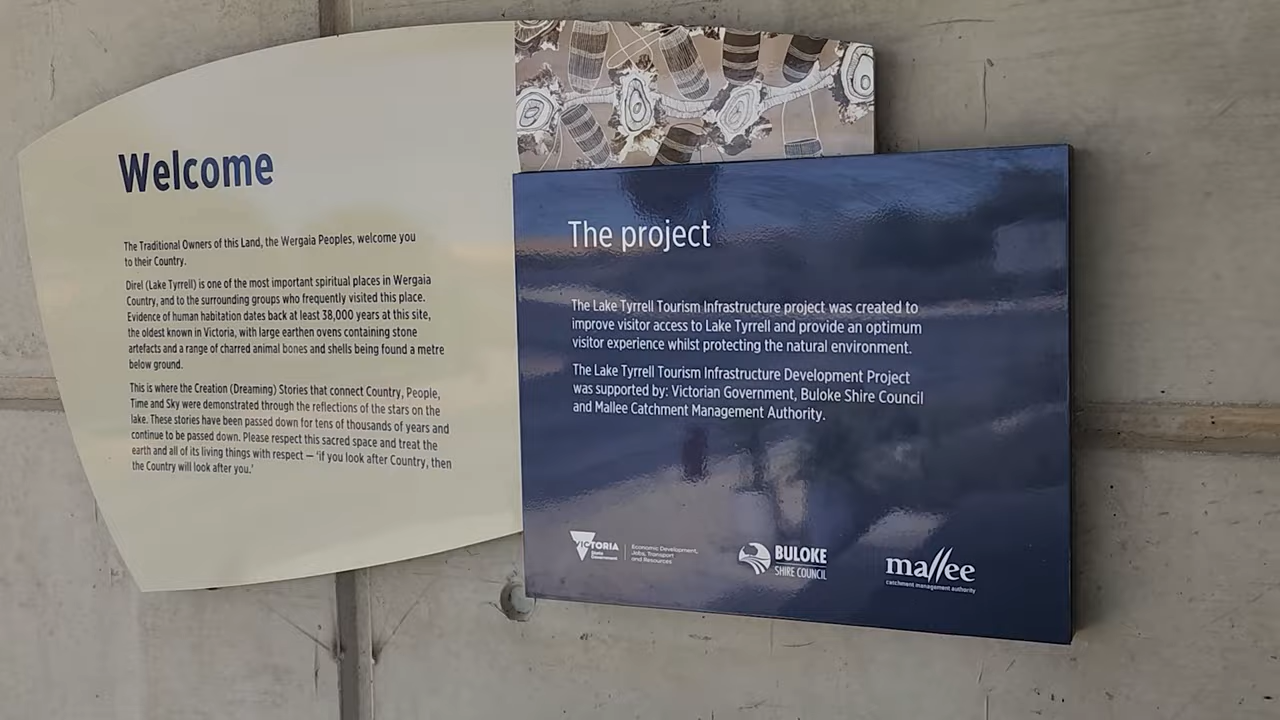 Welcome
The Traditional Owners of this Land, the Wergaia Peoples, welcome you
to their Country.
Direl (Lake Tyrrell) is one of the most important spiritual places in Wergaia
Country, and to the surrounding groups who frequently visited this place.
Evidence of human habitation dates back at least 38,000 years at this site,
the oldest known in Victoria, with large earthen ovens containing stone
artefacts and a range of charred animal bones and shells being found a metre
below ground.
This is where the Creation (Dreaming) Stories that connect Country, People,
Time and Sky were demonstrated through the reflections of the stars on the
lake. These stories have been passed down for tens of thousands of years and
continue to be passed down. Please respect this sacred space and treat the
earth and all of its living things with respect – 'if you look after Country, then
the Country will look after you.'
The project
The Lake Tyrrell Tourism Infrastructure project was created to
improve visitor access to Lake Tyrrell and provide an optimum
visitor experience whilst protecting the natural environment.
The Lake Tyrrell Tourism Infrastructure Development Project
was supported by: Victorian Government, Buloke Shire Council
and Mallee Catchment Management Authority.
VICTORIA
State
Government
Economic Development,
Jobs, Transport
and Resources
BULOKE
SHIRE COUNCIL
mallee
catchment management authority